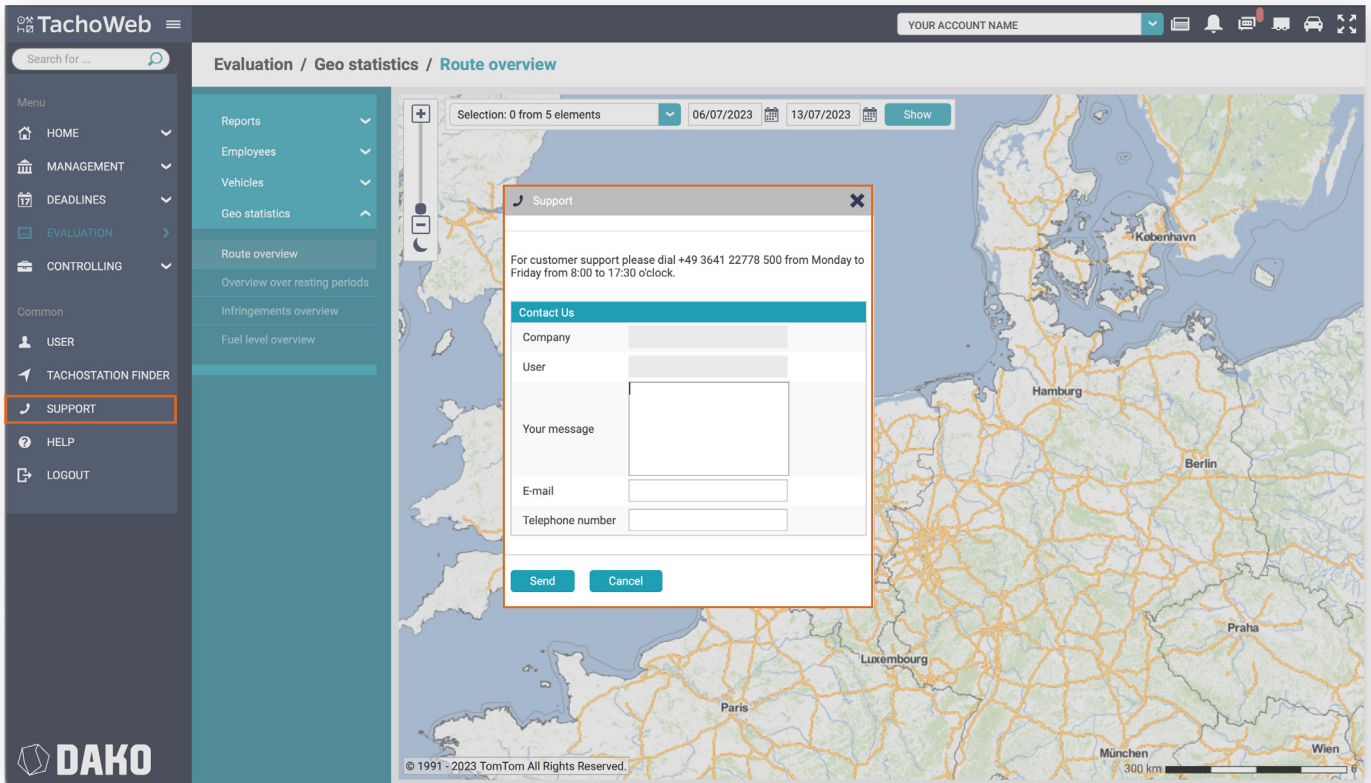 TachoWeb
YOUR ACCOUNT NAME
Search for ...
Evaluation / Geo statistics / Route overview
Menu
HOME
MANAGEMENT
17 DEADLINES
EVALUATION
CONTROLLING
Common
USER
TACHOSTATION FINDER
SUPPORT
HELP
LOGOUT
DAKO
Reports
Employees
Vehicles
Geo statistics
Route overview
Overview over resting periods
Infringements overview
Fuel level overview
Selection: 0 from 5 elements
06/07/2023
13/07/2023
Show
Support
For customer support please dial +49 3641 22778 500 from Monday to
Friday from 8:00 to 17:30 o'clock.
Contact Us
Company
User
Your message
E-mail
Telephone number
Send
Cancel
København
Hamburg
Berlin
Praha
Luxembourg
Paris
München
Wien
300 km
© 1991 - 2023 TomTom All Rights Reserved.